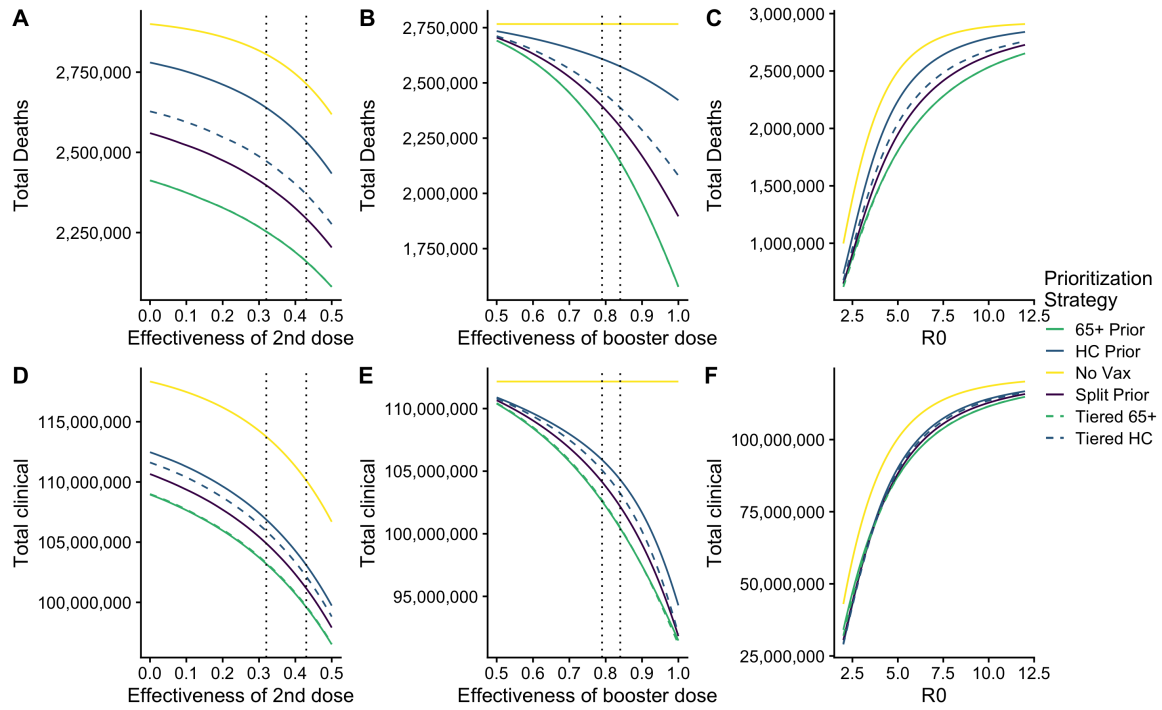 A
Total Deaths
2,750,000
2,500,000
2,250,000
0.0 0.1 0.2 0.3 0.4 0.5
Effectiveness of 2nd dose
B
Total Deaths
2,750,000
2,500,000
2,250,000
2,000,000
1,750,000
0.5 0.6 0.7 0.8 0.9 1.0
Effectiveness of booster dose
C
Total Deaths
3,000,000
2,500,000
2,000,000
1,500,000
1,000,000
2.5 5.0 7.5 10.0 12.5
R0
Prioritization
Strategy
65+ Prior
HC Prior
No Vax
Split Prior
Tiered 65+
Tiered HC
D
Total clinical
115,000,000
110,000,000
105,000,000
100,000,000
0.0 0.1 0.2 0.3 0.4 0.5
Effectiveness of 2nd dose
E
Total clinical
110,000,000
105,000,000
100,000,000
95,000,000
0.5 0.6 0.7 0.8 0.9 1.0
Effectiveness of booster dose
F
Total clinical
100,000,000
75,000,000
50,000,000
25,000,000
2.5 5.0 7.5 10.0 12.5
R0